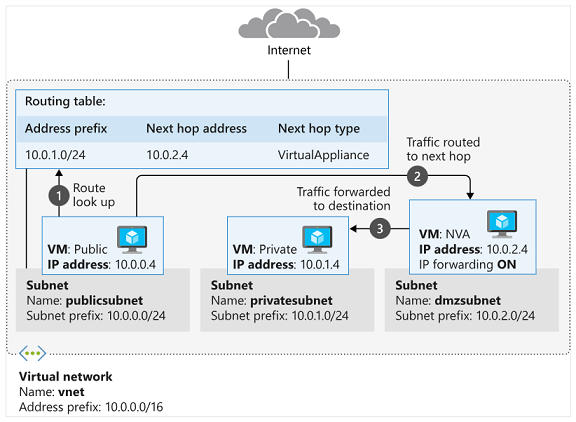 Internet
Routing table:
Address prefix Next hop address Next hop type
10.0.1.0/24 10.0.2.4 VirtualAppliance
1 Route
look up
2 Traffic routed
to next hop
Traffic forwarded
to destination 3
VM: Public
IP address: 10.0.0.4
VM: Private
IP address: 10.0.1.4
VM: NVA
IP address: 10.0.2.4
IP forwarding ON
Subnet
Name: publicsubnet
Subnet prefix: 10.0.0.0/24
Subnet
Name: privatesubnet
Subnet prefix: 10.0.1.0/24
Subnet
Name: dmzsubnet
Subnet prefix: 10.0.2.0/24
Virtual network
Name: vnet
Address prefix: 10.0.0.0/16